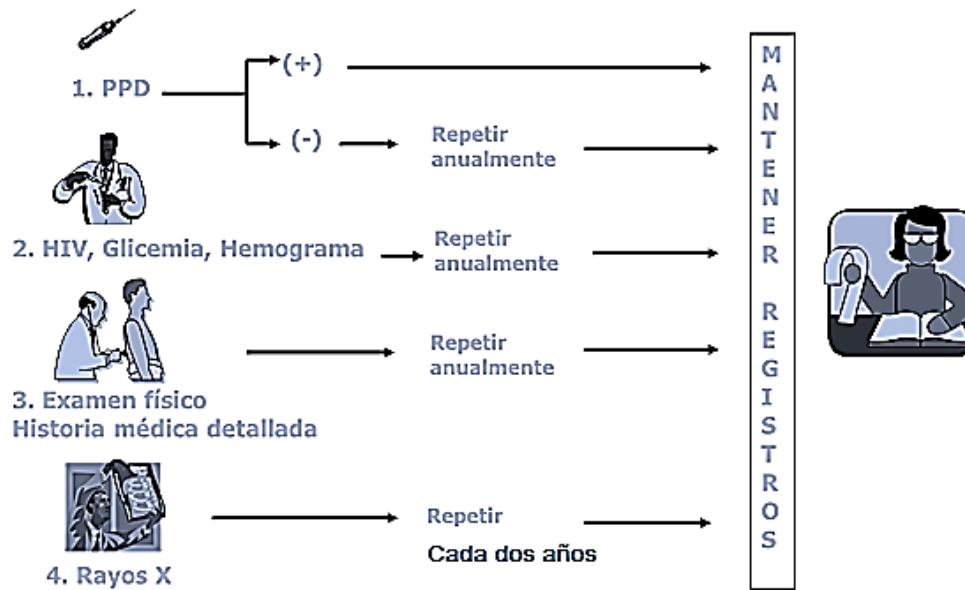 1. PPD
(+)
(-)
Repetir
anualmente
2. HIV, Glicemia, Hemograma
Repetir
anualmente
3. Examen físico
Historia médica detallada
Repetir
anualmente
4. Rayos X
Repetir
Cada dos años
MANTENER REGISTROS